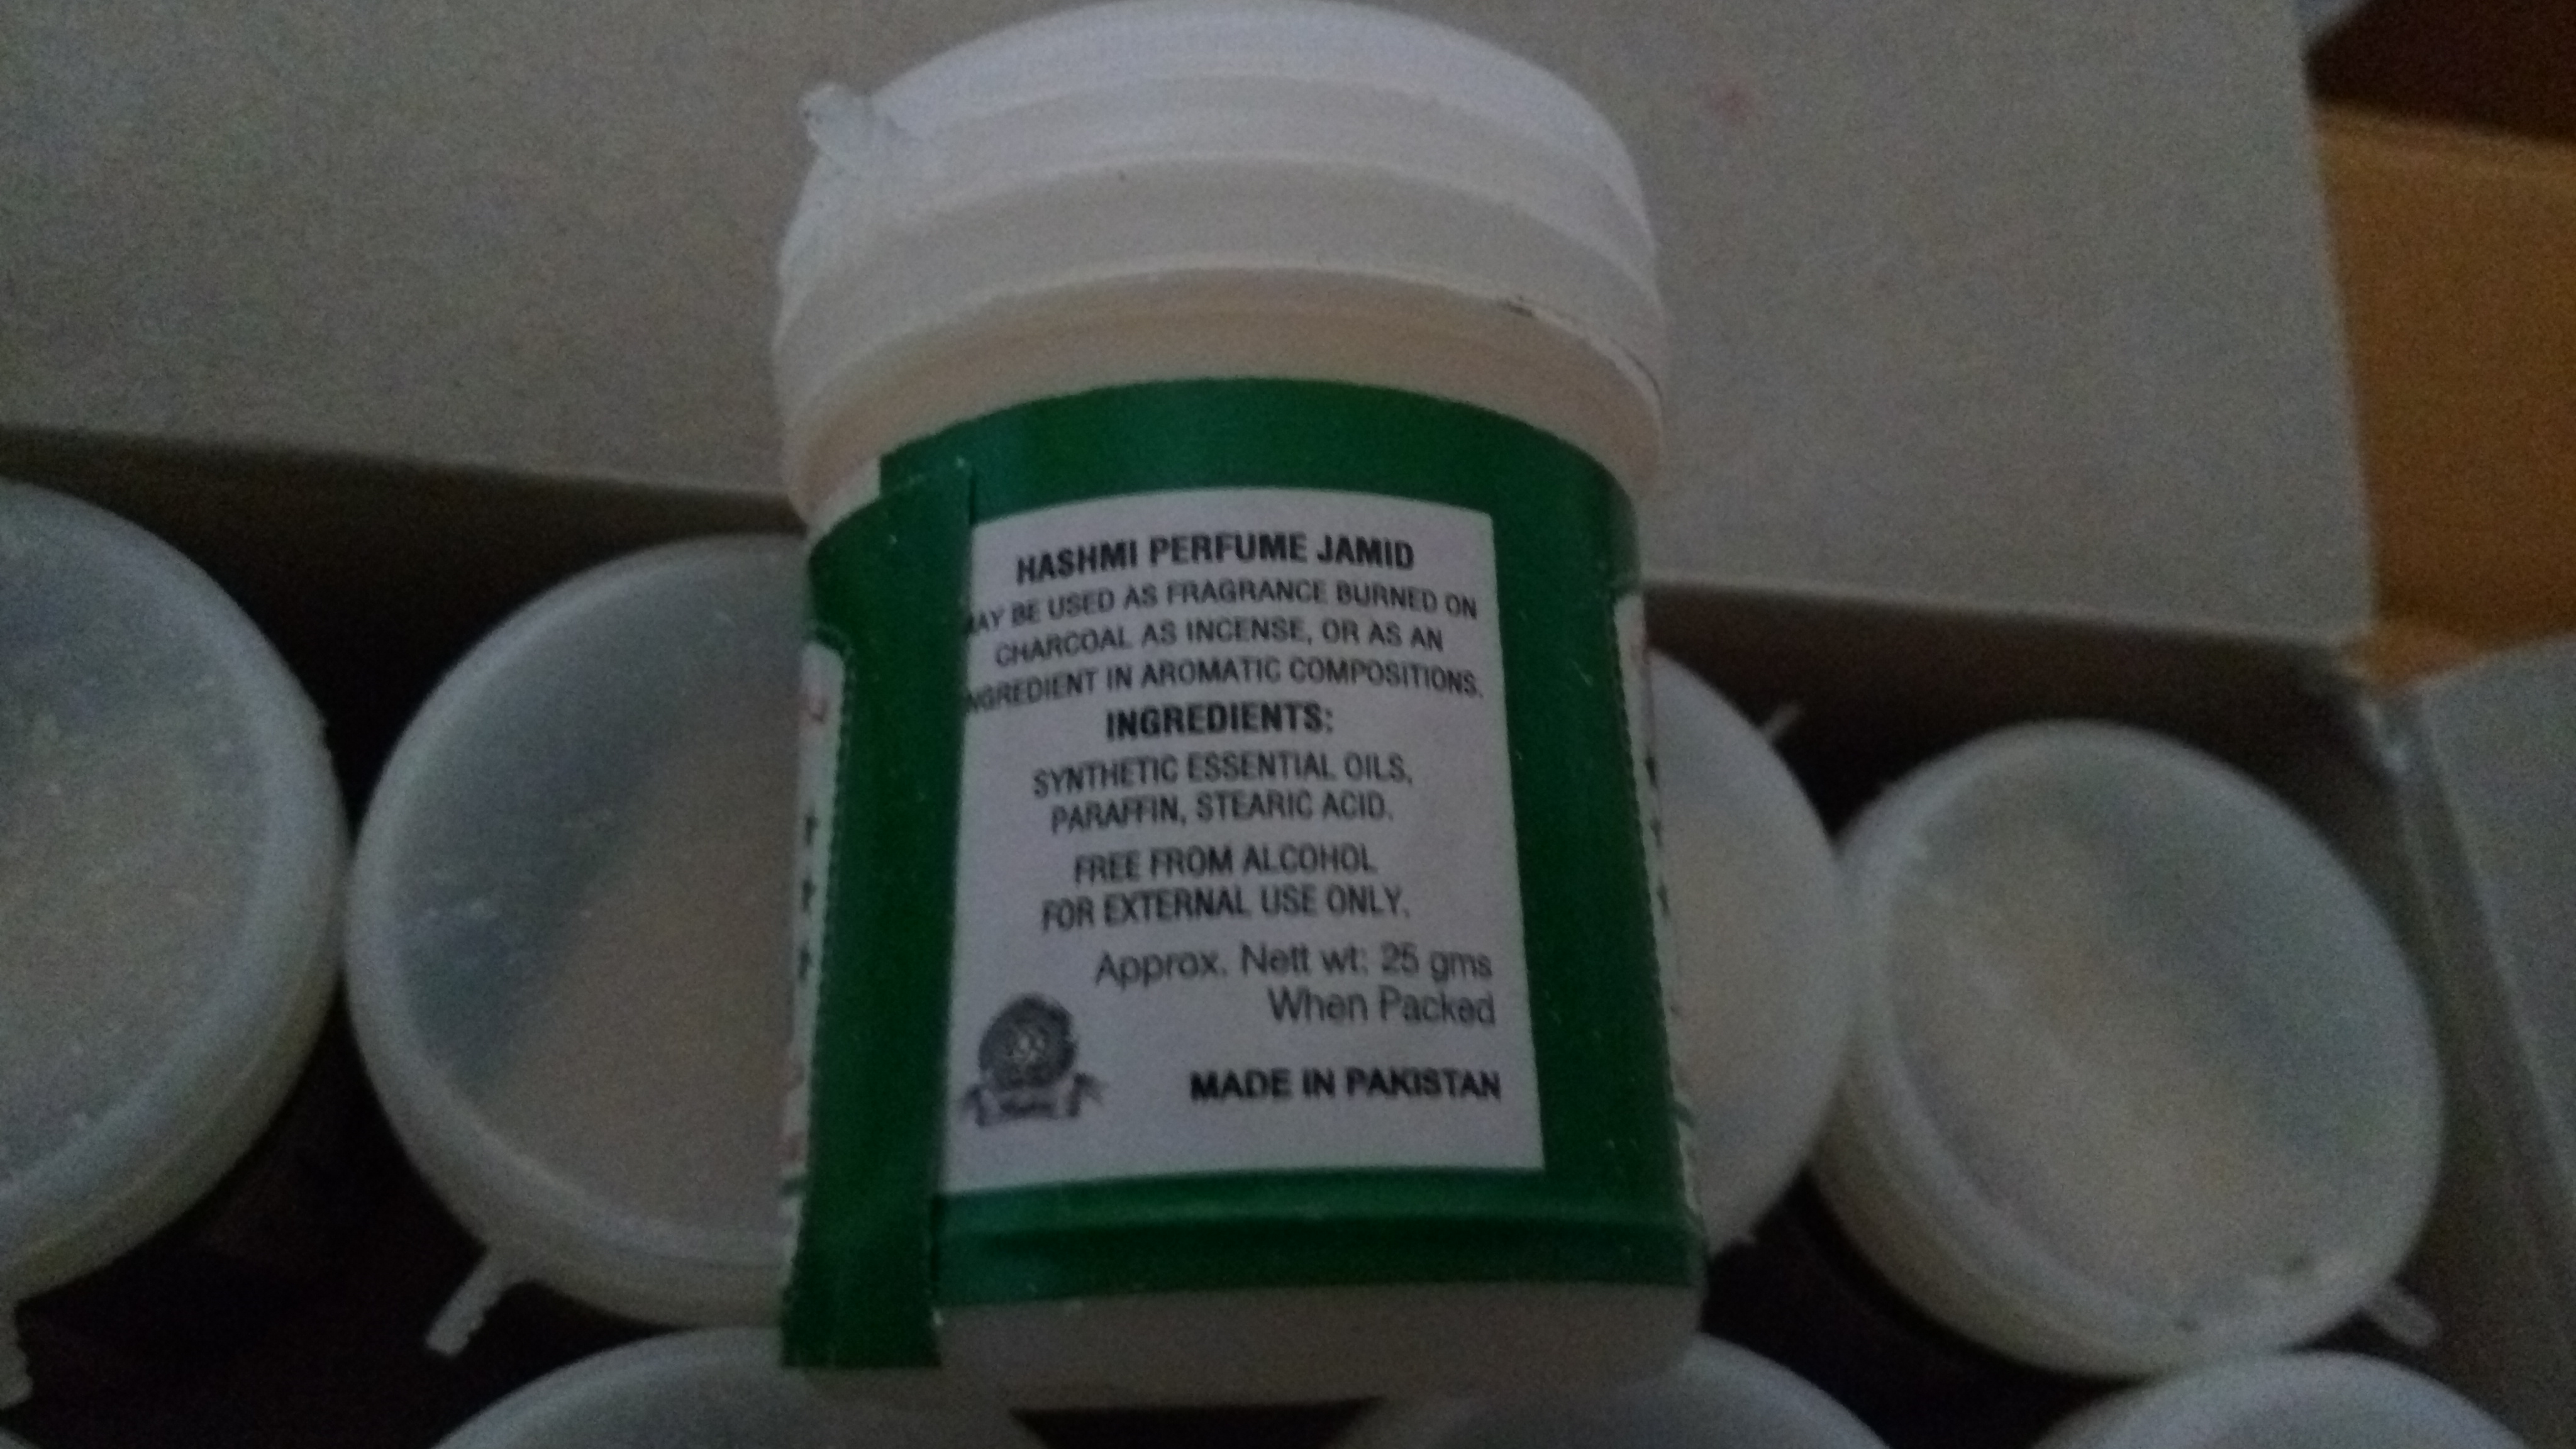 HASHMI PERFUME JAMID
MAY BE USED AS FRAGRANCE BURNED ON
CHARCOAL AS INCENSE, OR AS AN
INGREDIENT IN AROMATIC COMPOSITIONS.
INGREDIENTS:
SYNTHETIC ESSENTIAL OILS,
PARAFFIN, STEARIC ACID.
FREE FROM ALCOHOL
FOR EXTERNAL USE ONLY.
Approx. Nett wt: 25 gms
When Packed
MADE IN PAKISTAN